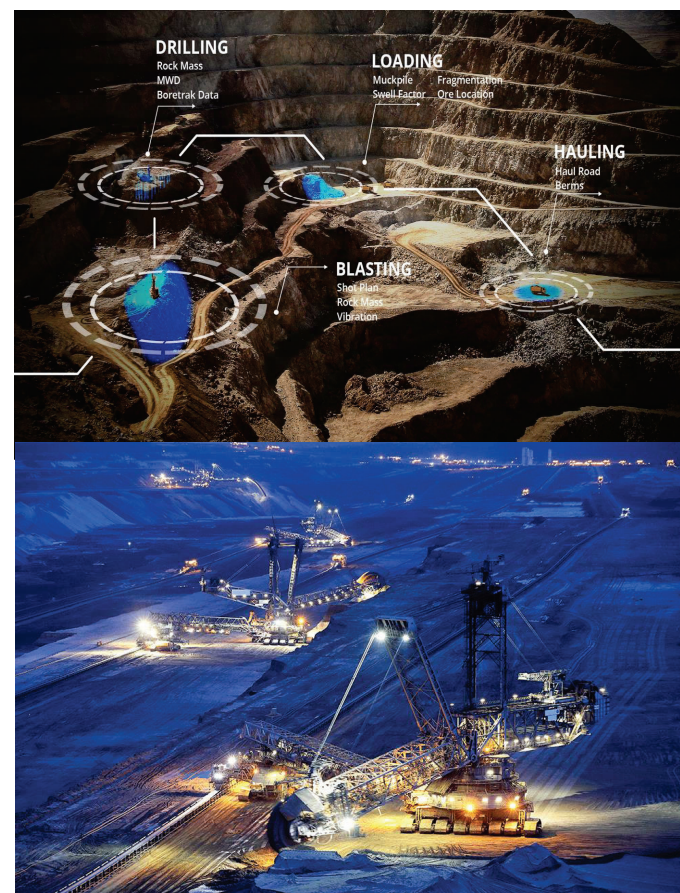 DRILLING
Rock Mass
MWD
Boretrak Data
LOADING
Muckpile Fragmentation
Swell Factor Ore Location
HAULING
Haul Road
Berms
BLASTING
Shot Plan
Rock Mass
Vibration